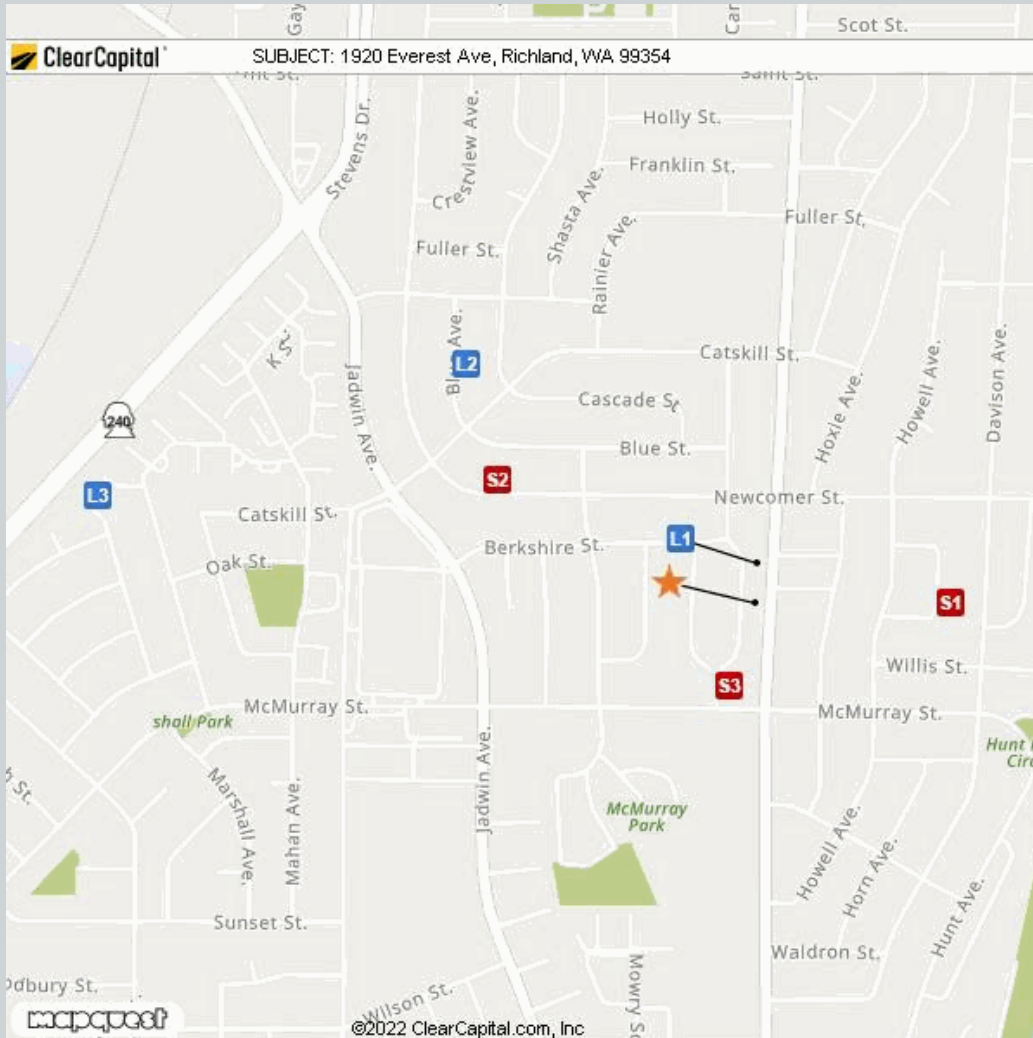 Gay
Car
Scot St.
ClearCapital
SUBJECT: 1920 Everest Ave, Richland, WA 99354
Saint St.
Holly St.
Stevens Dr.
Crestview Ave.
Franklin St.
Shasta Ave.
Rainier Ave.
Fuller St.
Fuller St.
Catskill St.
L2
Cascade St.
Jadwin Ave.
Hoxie Ave.
Howell Ave.
Davison Ave.
240
Blue St.
S2
L3
Newcomer St.
Catskill St.
L1
Berkshire St.
Oak St.
S1
Willis St.
S3
McMurray St.
McMurray St.
shall Park
Marshall Ave.
Mahan Ave.
Jadwin Ave.
McMurray
Park
Howell Ave.
Horn Ave.
Hunt Ave.
Sunset St.
Waldron St.
Wilson St.
mapquest
©2022 ClearCapital.com, Inc